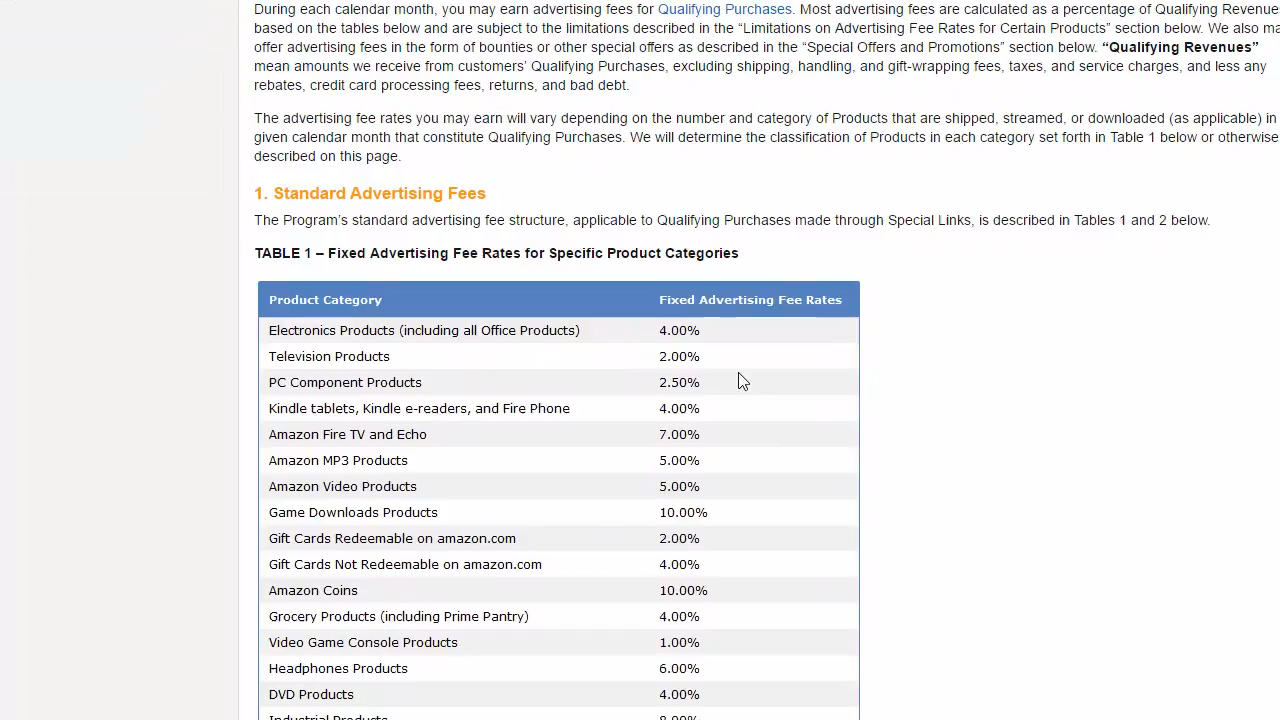 During each calendar month, you may earn advertising fees for Qualifying Purchases. Most advertising fees are calculated as a percentage of Qualifying Revenues
based on the tables below and are subject to the limitations described in the “Limitations on Advertising Fee Rates for Certain Products” section below. We also ma
offer advertising fees in the form of bounties or other special offers as described in the “Special Offers and Promotions” section below. “Qualifying Revenues”
mean amounts we receive from customers’ Qualifying Purchases, excluding shipping, handling, and gift-wrapping fees, taxes, and service charges, and less any
rebates, credit card processing fees, returns, and bad debt.
The advertising fee rates you may earn will vary depending on the number and category of Products that are shipped, streamed, or downloaded (as applicable) in
given calendar month that constitute Qualifying Purchases. We will determine the classification of Products in each category set forth in Table 1 below or otherwise
described on this page.
1. Standard Advertising Fees
The Program’s standard advertising fee structure, applicable to Qualifying Purchases made through Special Links, is described in Tables 1 and 2 below.
TABLE 1 – Fixed Advertising Fee Rates for Specific Product Categories
Product Category Fixed Advertising Fee Rates
Electronics Products (including all Office Products) 4.00%
Television Products 2.00%
PC Component Products 2.50%
Kindle tablets, Kindle e-readers, and Fire Phone 4.00%
Amazon Fire TV and Echo 7.00%
Amazon MP3 Products 5.00%
Amazon Video Products 5.00%
Game Downloads Products 10.00%
Gift Cards Redeemable on amazon.com 2.00%
Gift Cards Not Redeemable on amazon.com 4.00%
Amazon Coins 10.00%
Grocery Products (including Prime Pantry) 4.00%
Video Game Console Products 1.00%
Headphones Products 6.00%
DVD Products 4.00%
Industrial Products 8.00%